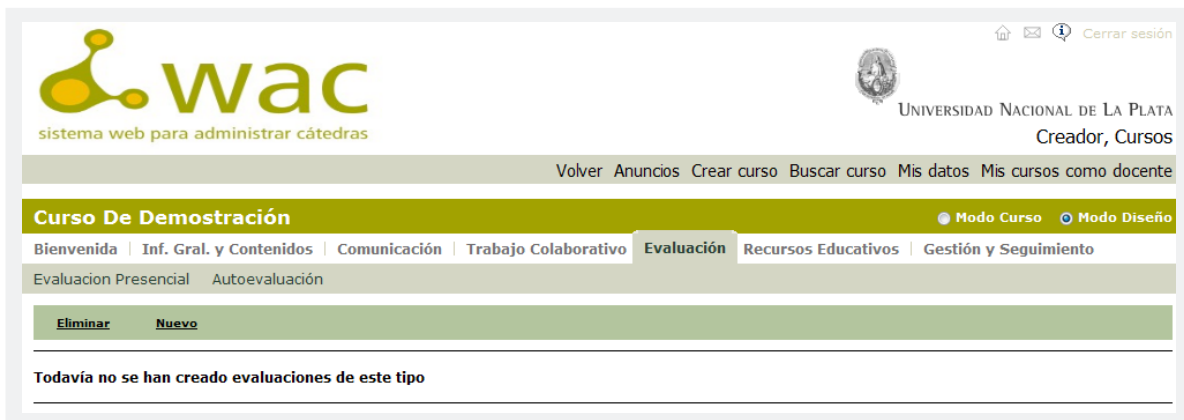 Cerrar sesión
wac
sistema web para administrar cátedras
UNIVERSIDAD NACIONAL DE LA PLATA
Creador, Cursos
Volver Anuncios Crear curso Buscar curso Mis datos Mis cursos como docente
Curso De Demostración Modo Curso Modo Diseño
Bienvenida | Inf. Gral. y Contenidos | Comunicación | Trabajo Colaborativo Evaluación Recursos Educativos | Gestión y Seguimiento
Evaluacion Presencial Autoevaluación
Eliminar Nuevo
Todavía no se han creado evaluaciones de este tipo